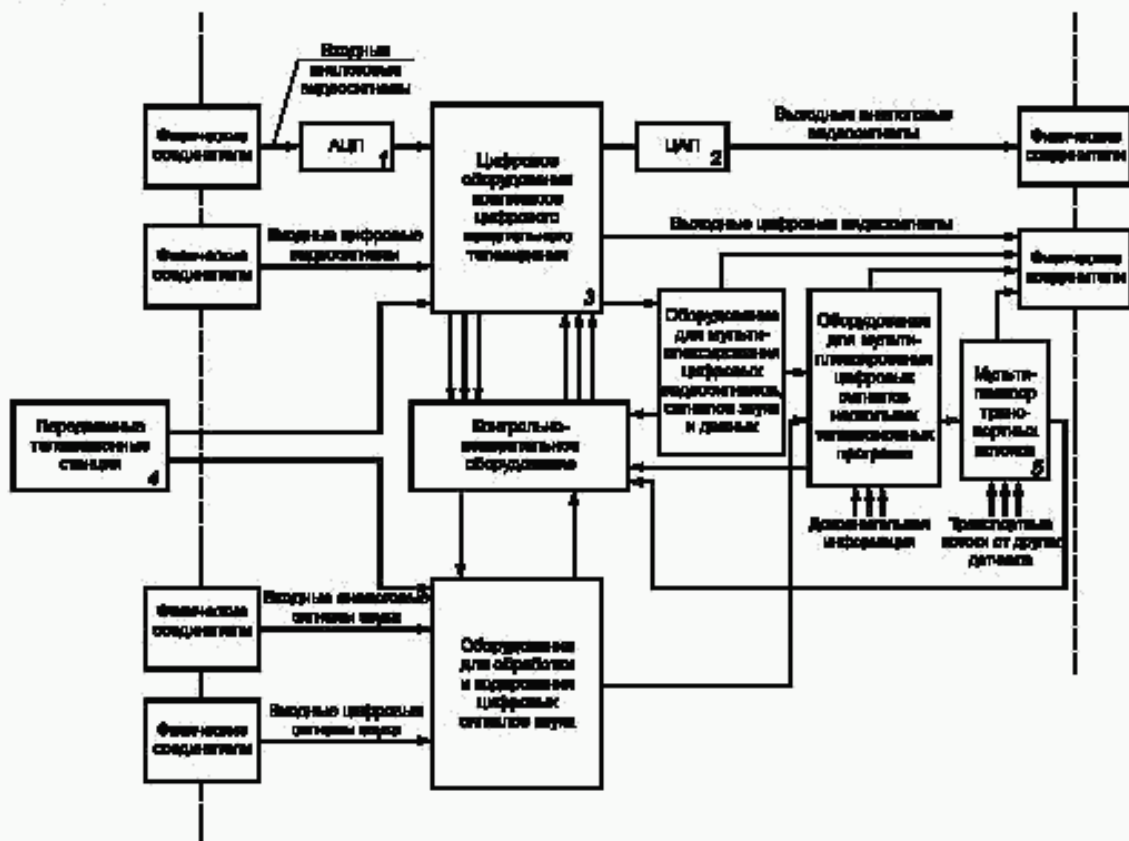 Входные
аналоговые
видеосигналы
Физические
соединители
АЦП
1
Цифровое
оборудование
комплексов
цифрового
вещательного
телевидения
3
ЦАП
2
Выходные аналоговые
видеосигналы
Физические
соединители
Физические
соединители
Входные цифровые
видеосигналы
Выходные цифровые видеосигналы
Физические
соединители
Оборудование
для мульти-
плексирования
цифровых
видеосигналов,
сигналов звука
и данных
Оборудование
для мульти-
плексирования
цифровых
сигналов
нескольких
телевизионных
программ
Мульти-
плексор
транс-
портных
потоков
5
Передвижные
телевизионные
станции
4
Контрольно-
измерительное
оборудование
Дополнительная
информация
Транспортные
потоки от других
датчиков
Физические
соединители
Входные аналоговые
сигналы звука
Оборудование
для обработки
и кодирования
цифровых
сигналов звука
Физические
соединители
Входные цифровые
сигналы звука